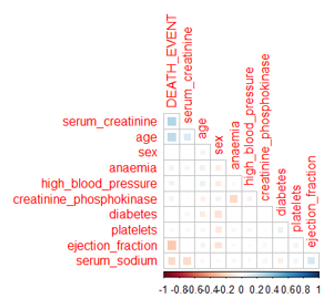 DEATH_EVENT
serum_creatinine
age
sex
anaemia
high_blood_pressure
creatinine_phosphokinase
diabetes
platelets
ejection_fraction
serum_creatinine
age
sex
anaemia
high_blood_pressure
creatinine_phosphokinase
diabetes
platelets
ejection_fraction
serum_sodium
-1 -0.8 -0.6 -0.4 -0.2 0 0.2 0.4 0.6 0.8 1